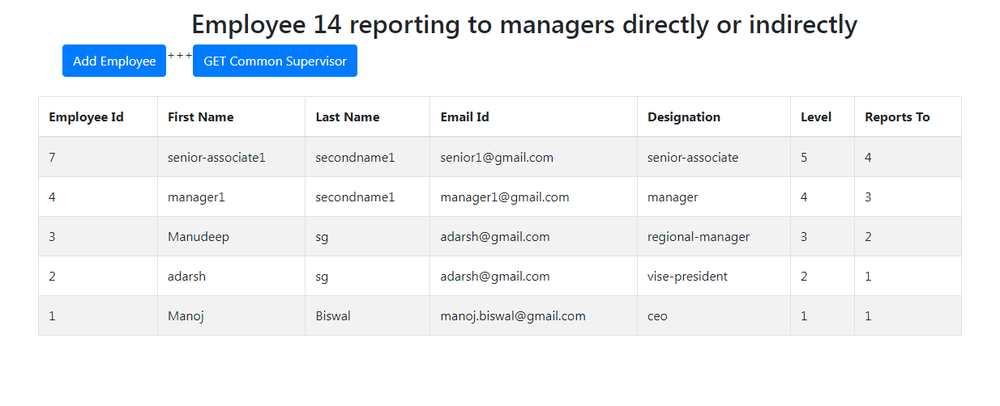 Employee 14 reporting to managers directly or indirectly
Add Employee +++ GET Common Supervisor
Employee Id First Name Last Name Email Id Designation Level Reports To
7 senior-associate1 secondname1 senior1@gmail.com senior-associate 5 4
4 manager1 secondname1 manager1@gmail.com manager 4 3
3 Manudeep sg adarsh@gmail.com regional-manager 3 2
2 adarsh sg adarsh@gmail.com vise-president 2 1
1 Manoj Biswal manoj.biswal@gmail.com ceo 1 1